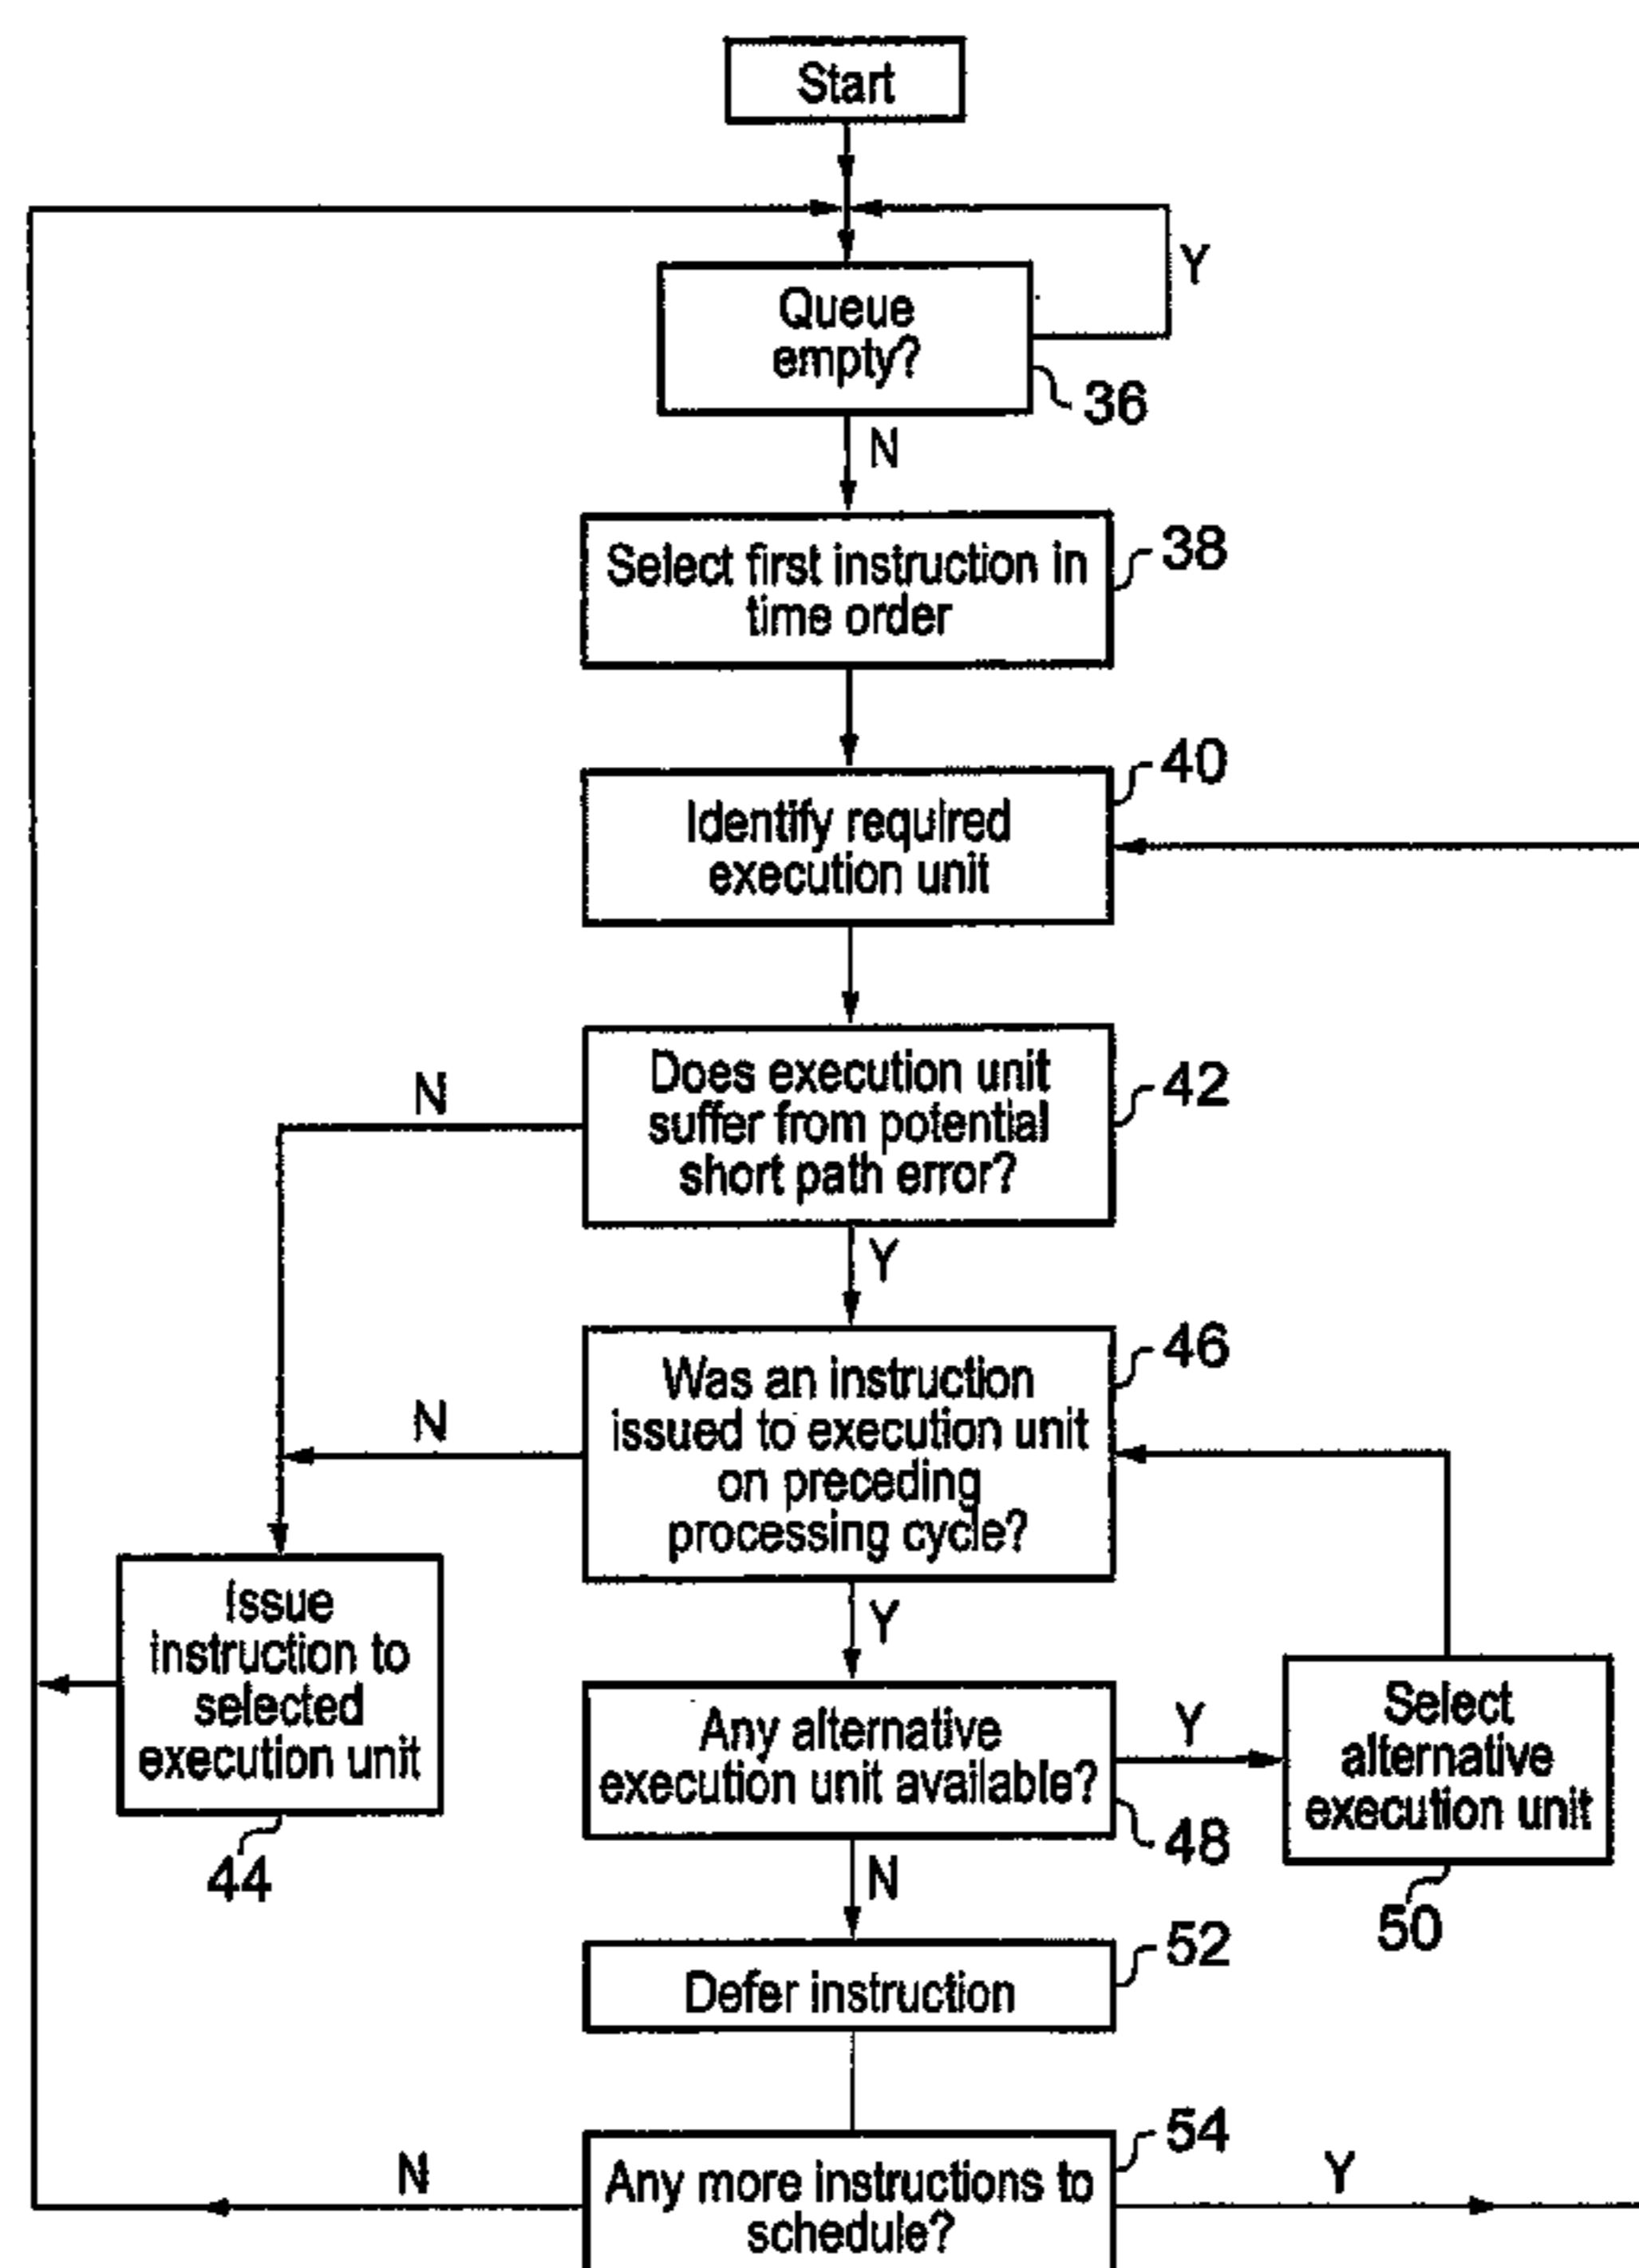 Start
Y
Queue
empty?
36
N
Select first instruction in
time order
38
40
Identify required
execution unit
N
Does execution unit
suffer from potential
short path error?
42
Y
46
N
Was an instruction
issued to execution unit
on preceding
processing cycle?
Issue
instruction to
selected
execution unit
44
Y
Any alternative
execution unit available?
48
Y
Select
alternative
execution unit
50
N
52
Defer instruction
54
N
Any more instructions to
schedule?
Y